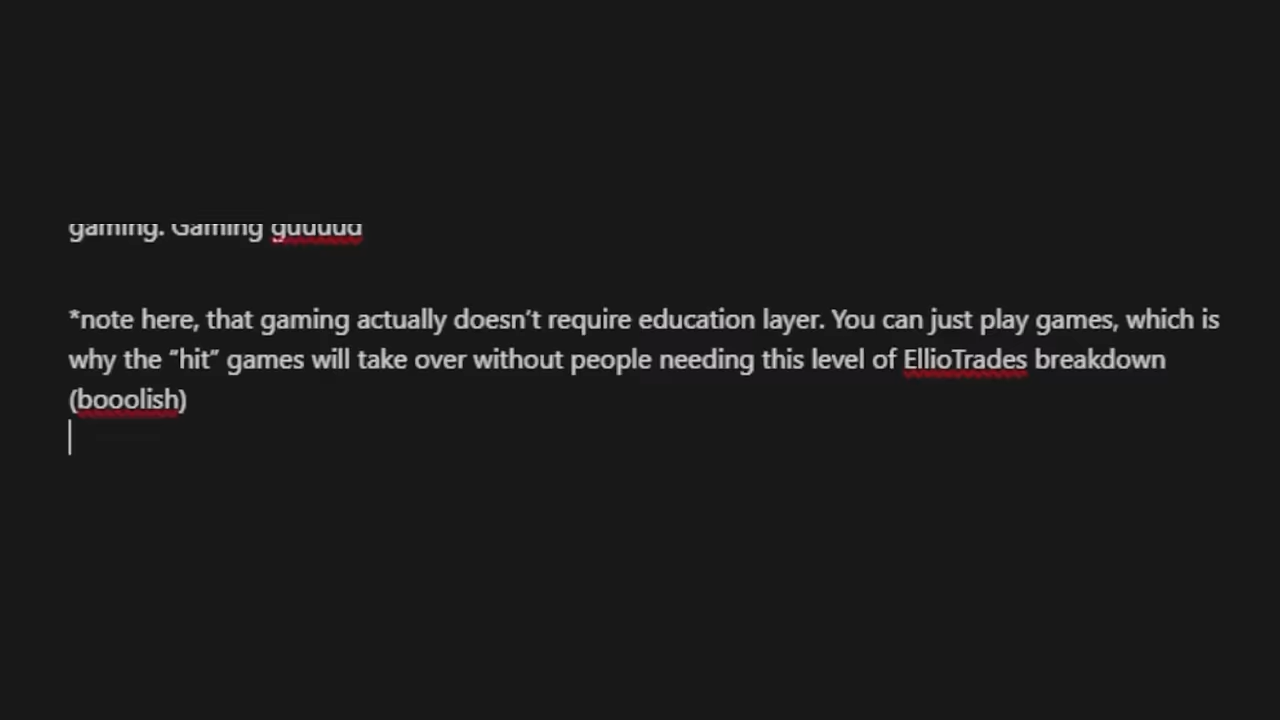 gaming. Gaming guuuud
*note here, that gaming actually doesn’t require education layer. You can just play games, which is
why the “hit” games will take over without people needing this level of EllioTrades breakdown
(booolish)